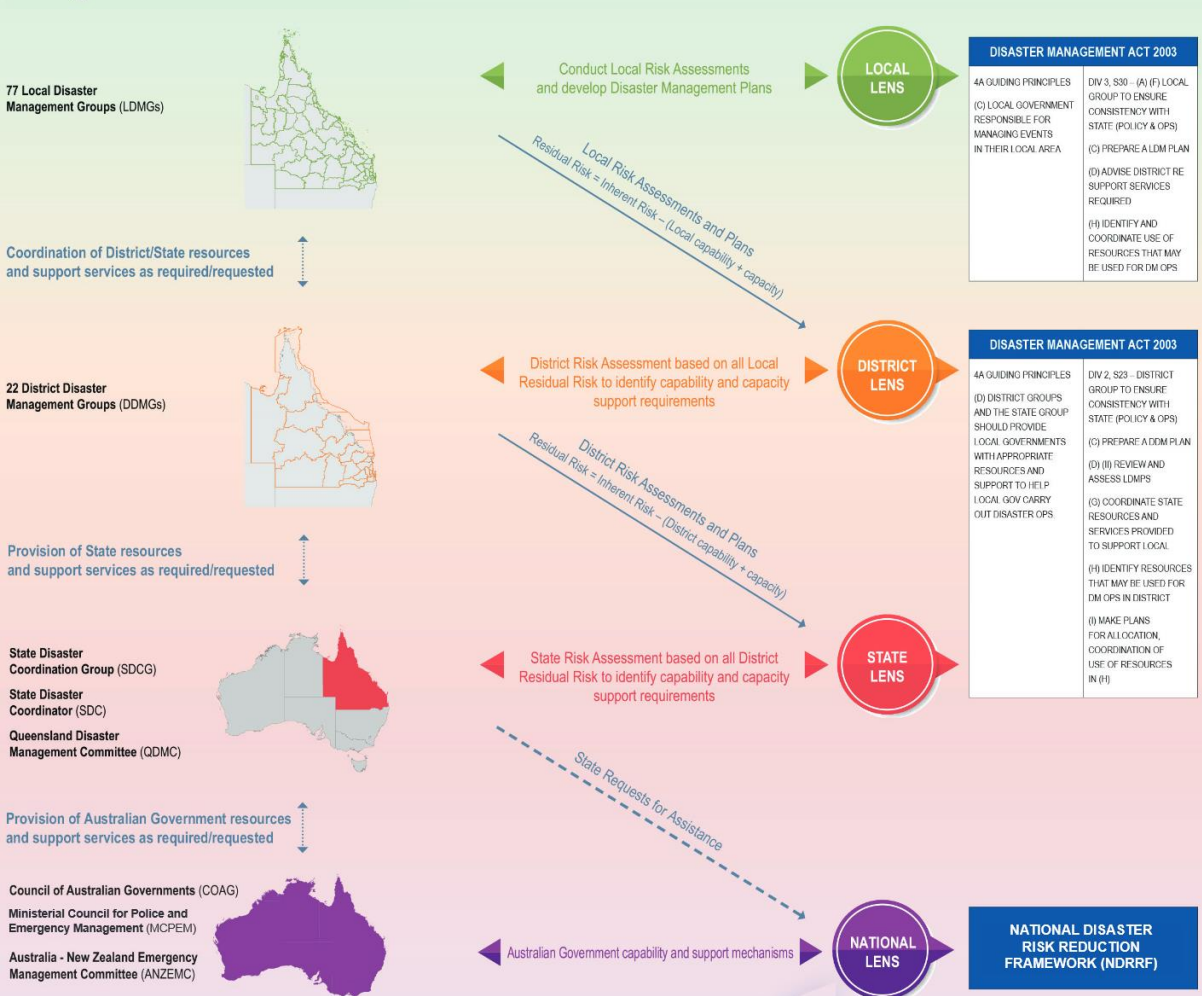 77 Local Disaster
Management Groups (LDMGs)
Conduct Local Risk Assessments
and develop Disaster Management Plans
LOCAL
LENS
DISASTER MANAGEMENT ACT 2003
4A GUIDING PRINCIPLES
(C) LOCAL GOVERNMENT
RESPONSIBLE FOR
MANAGING EVENTS
IN THEIR LOCAL AREA
DIV 3, S30 – (A) (F) LOCAL
GROUP TO ENSURE
CONSISTENCY WITH
STATE (POLICY & OPS)
(C) PREPARE A LDM PLAN
(D) ADVISE DISTRICT RE
SUPPORT SERVICES
REQUIRED
(H) IDENTIFY AND
COORDINATE USE OF
RESOURCES THAT MAY
BE USED FOR DM OPS
Local Risk Assessments and Plans
Residual Risk = Inherent Risk – (Local capability + capacity)
Coordination of District/State resources
and support services as required/requested
22 District Disaster
Management Groups (DDMGs)
District Risk Assessment based on all Local
Residual Risk to identify capability and capacity
support requirements
DISTRICT
LENS
DISASTER MANAGEMENT ACT 2003
4A GUIDING PRINCIPLES
(D) DISTRICT GROUPS
AND THE STATE GROUP
SHOULD PROVIDE
LOCAL GOVERNMENTS
WITH APPROPRIATE
RESOURCES AND
SUPPORT TO HELP
LOCAL GOV CARRY
OUT DISASTER OPS
DIV 2, S23 – DISTRICT
GROUP TO ENSURE
CONSISTENCY WITH
STATE (POLICY & OPS)
(C) PREPARE A DDM PLAN
(D) (II) REVIEW AND
ASSESS LDMPS
(G) COORDINATE STATE
RESOURCES AND
SERVICES PROVIDED
TO SUPPORT LOCAL
(H) IDENTIFY RESOURCES
THAT MAY BE USED FOR
DM OPS IN DISTRICT
(I) MAKE PLANS
FOR ALLOCATION,
COORDINATION OF
USE OF RESOURCES
IN (H)
District Risk Assessments and Plans
Residual Risk = Inherent Risk – (District capability + capacity)
Provision of State resources
and support services as required/requested
State Disaster
Coordination Group (SDCG)
State Disaster
Coordinator (SDC)
Queensland Disaster
Management Committee (QDMC)
State Risk Assessment based on all District
Residual Risk to identify capability and capacity
support requirements
STATE
LENS
State Requests for Assistance
Provision of Australian Government resources
and support services as required/requested
Council of Australian Governments (COAG)
Ministerial Council for Police and
Emergency Management (MCPEM)
Australia - New Zealand Emergency
Management Committee (ANZEMC)
Australian Government capability and support mechanisms
NATIONAL
LENS
NATIONAL DISASTER
RISK REDUCTION
FRAMEWORK (NDRRF)